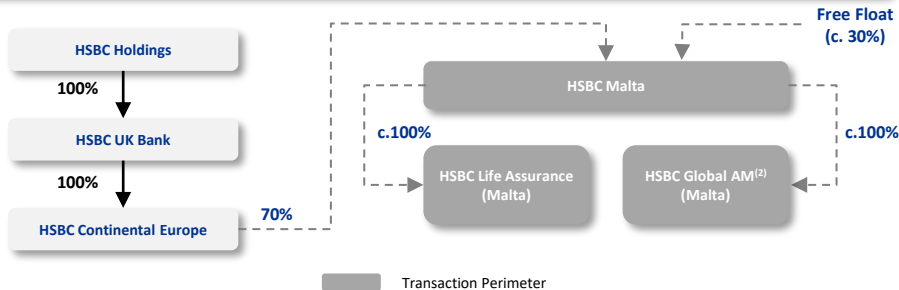 HSBC Holdings
100%
HSBC UK Bank
100%
HSBC Continental Europe
70%
Free Float
(c. 30%)
HSBC Malta
c.100%
c.100%
HSBC Life Assurance
(Malta)
HSBC Global AM(2)
(Malta)
Transaction Perimeter